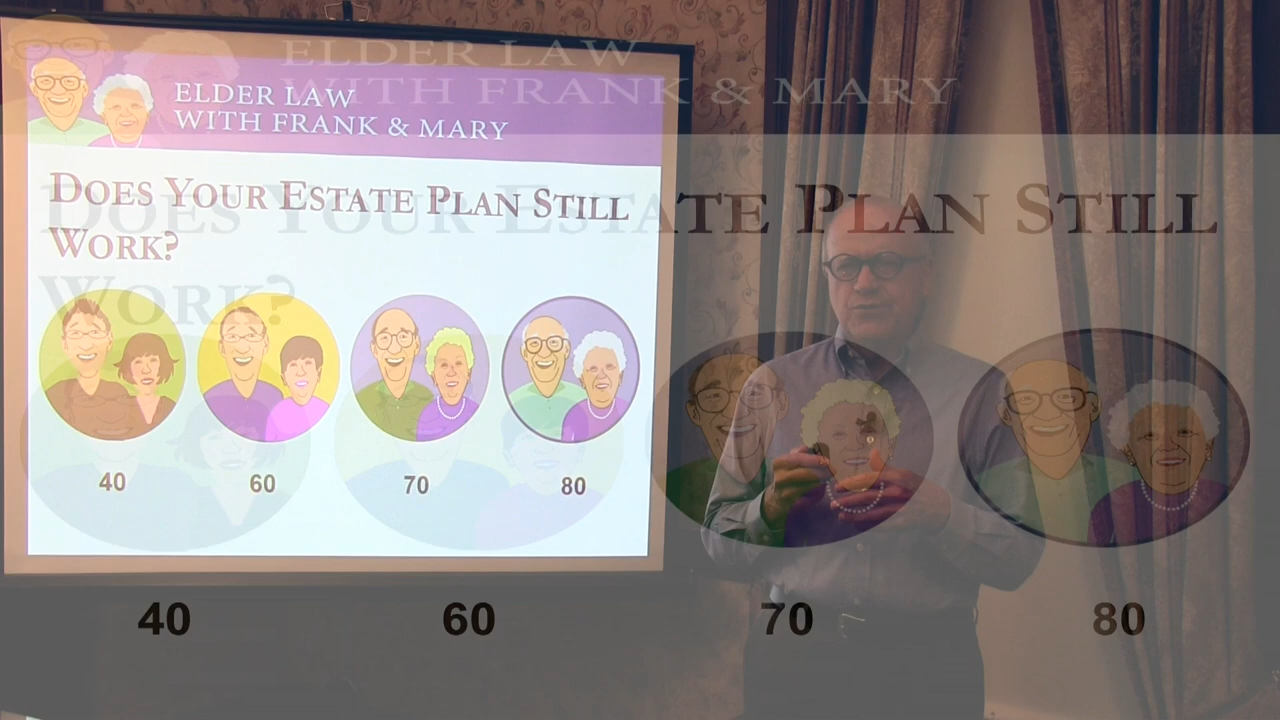 ELDER LAW
WITH FRANK & MARY
DOES YOUR ESTATE PLAN STILL
WORK?
40 60 70 80
ELDER LAW
WITH FRANK & MARY
DOES YOUR ESTATE PLAN STILL
WORK?
40 60 70 80